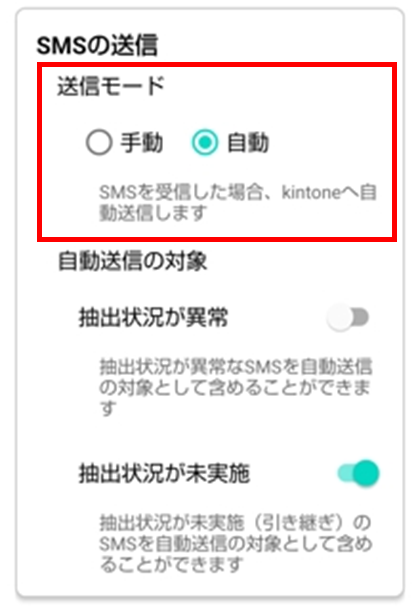 SMSの送信
送信モード
手動 自動
SMSを受信した場合、kintoneへ自
動送信します
自動送信の対象
抽出状況が異常
抽出状況が異常なSMSを自動送信
の対象として含めることができま
す
抽出状況が未実施
抽出状況が未実施（引き継ぎ）の
SMSを自動送信の対象として含め
ることができます